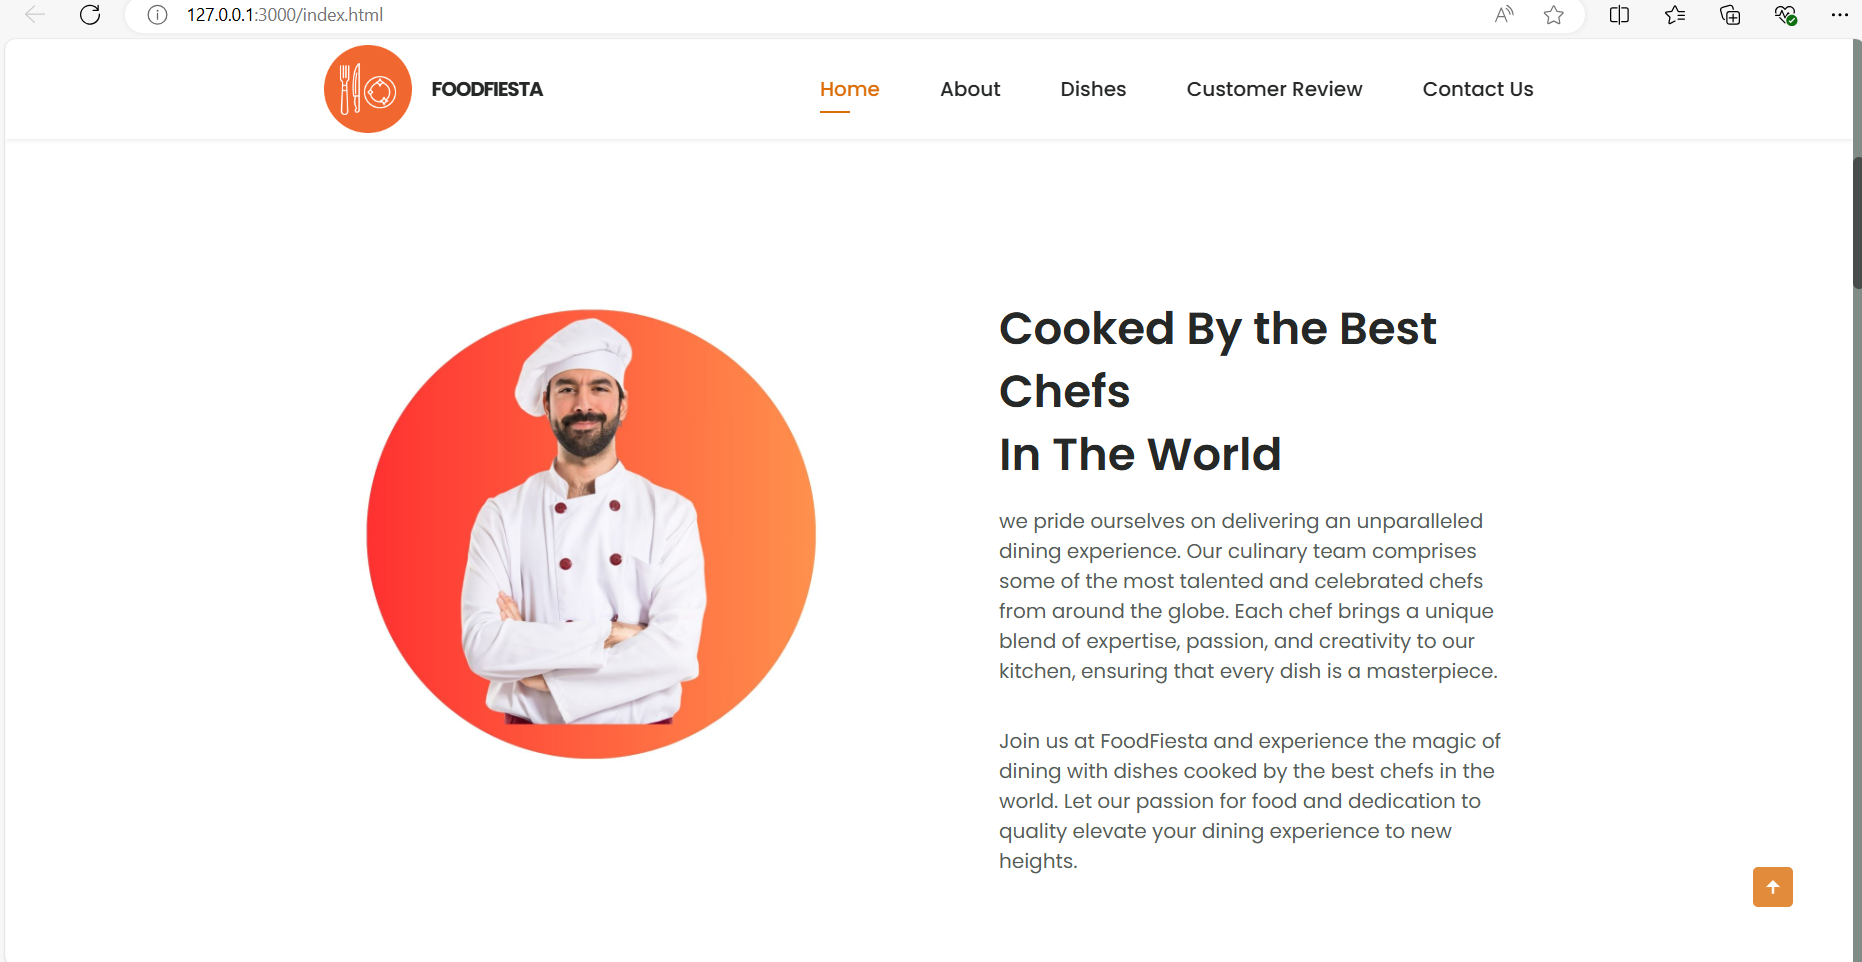 127.0.0.1:3000/index.html
FOODFIESTA
Home About Dishes Customer Review Contact Us
Cooked By the Best
Chefs
In The World
we pride ourselves on delivering an unparalleled
dining experience. Our culinary team comprises
some of the most talented and celebrated chefs
from around the globe. Each chef brings a unique
blend of expertise, passion, and creativity to our
kitchen, ensuring that every dish is a masterpiece.
Join us at FoodFiesta and experience the magic of
dining with dishes cooked by the best chefs in the
world. Let our passion for food and dedication to
quality elevate your dining experience to new
heights.